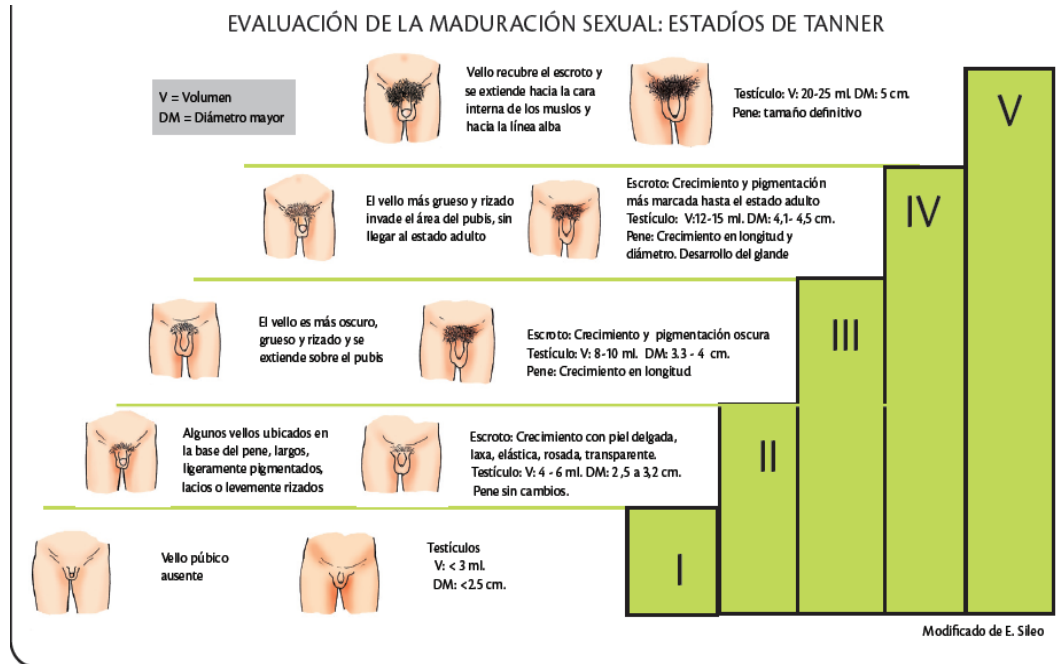 EVALUACIÓN DE LA MADURACIÓN SEXUAL: ESTADÍOS DE TANNER
V = Volumen
DM = Diámetro mayor
Vello recubre el escroto y
se extiende hacia la cara
interna de los muslos y
hacia la línea alba
Testículo: V: 20-25 ml. DM: 5 cm.
Pene: tamaño definitivo
V
El vello más grueso y rizado
invade el área del pubis, sin
llegar al estado adulto
Escroto: Crecimiento y pigmentación
más marcada hasta el estado adulto
Testículo: V:12-15 ml. DM: 4,1- 4,5 cm.
Pene: Crecimiento en longitud y
diámetro. Desarrollo del glande
IV
El vello es más oscuro,
grueso y rizado y se
extiende sobre el pubis
Escroto: Crecimiento y pigmentación oscura
Testículo: V: 8-10 ml. DM: 3.3 - 4 cm.
Pene: Crecimiento en longitud
III
Algunos vellos ubicados en
la base del pene, largos,
ligeramente pigmentados,
lacios o levemente rizados
Escroto: Crecimiento con piel delgada,
laxa, elástica, rosada, transparente.
Testículo: V: 4 - 6 ml. DM: 2,5 a 3,2 cm.
Pene sin cambios.
II
Vello púbico
ausente
Testículos
V: < 3 ml.
DM: <25 cm.
I
Modificado de E. Sileo